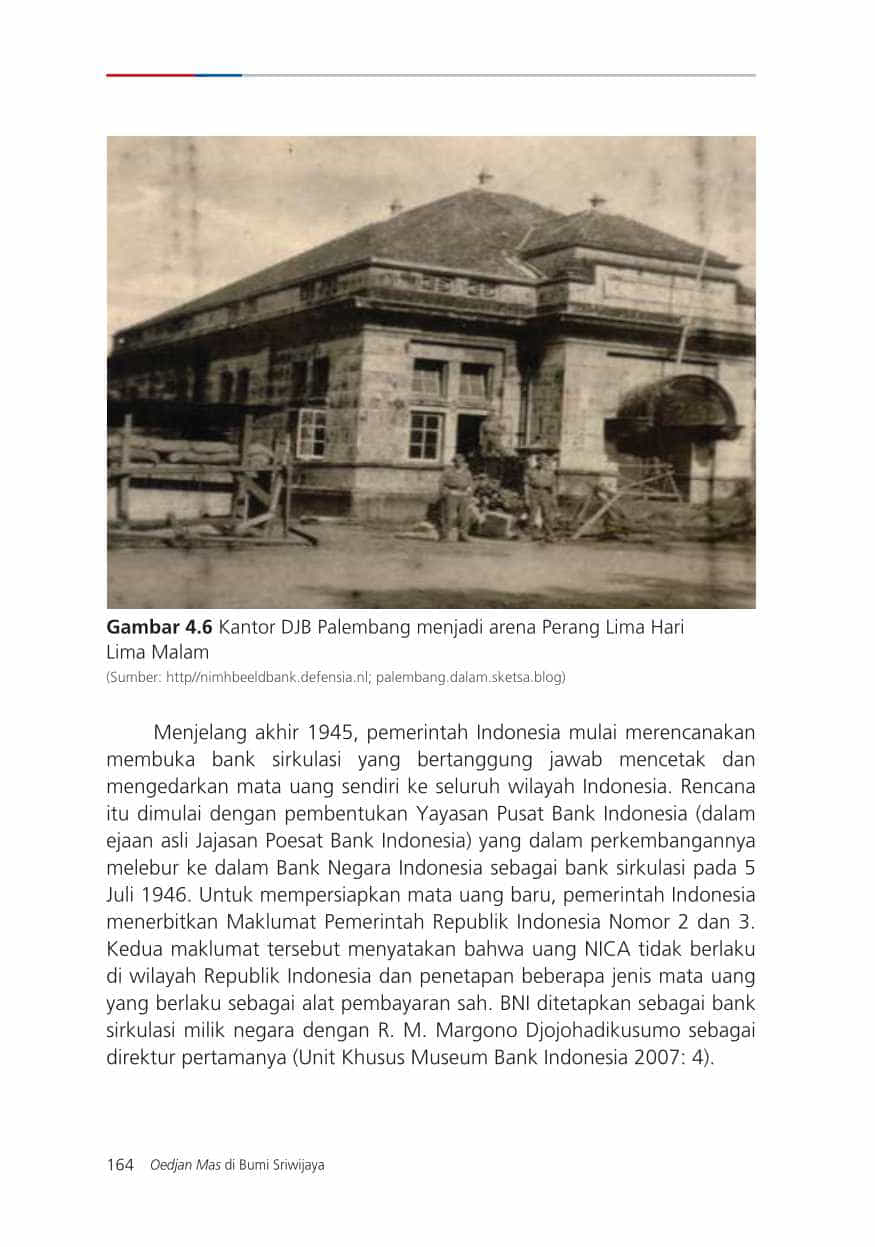 Gambar 4.6 Kantor DJB Palembang menjadi arena Perang Lima Hari
Lima Malam
(Sumber: http//nimhbeeldbank.defensia.nl; palembang.dalam.sketsa.blog)
Menjelang akhir 1945, pemerintah Indonesia mulai merencanakan
membuka bank sirkulasi yang bertanggung jawab mencetak dan
mengedarkan mata uang sendiri ke seluruh wilayah Indonesia. Rencana
itu dimulai dengan pembentukan Yayasan Pusat Bank Indonesia (dalam
ejaan asli Jajasan Poesat Bank Indonesia) yang dalam perkembangannya
melebur ke dalam Bank Negara Indonesia sebagai bank sirkulasi pada 5
Juli 1946. Untuk mempersiapkan mata uang baru, pemerintah Indonesia
menerbitkan Maklumat Pemerintah Republik Indonesia Nomor 2 dan 3.
Kedua maklumat tersebut menyatakan bahwa uang NICA tidak berlaku
di wilayah Republik Indonesia dan penetapan beberapa jenis mata uang
yang berlaku sebagai alat pembayaran sah. BNI ditetapkan sebagai bank
sirkulasi milik negara dengan R. M. Margono Djojohadikusumo sebagai
direktur pertamanya (Unit Khusus Museum Bank Indonesia 2007: 4).
164 Oedjan Mas di Bumi Sriwijaya